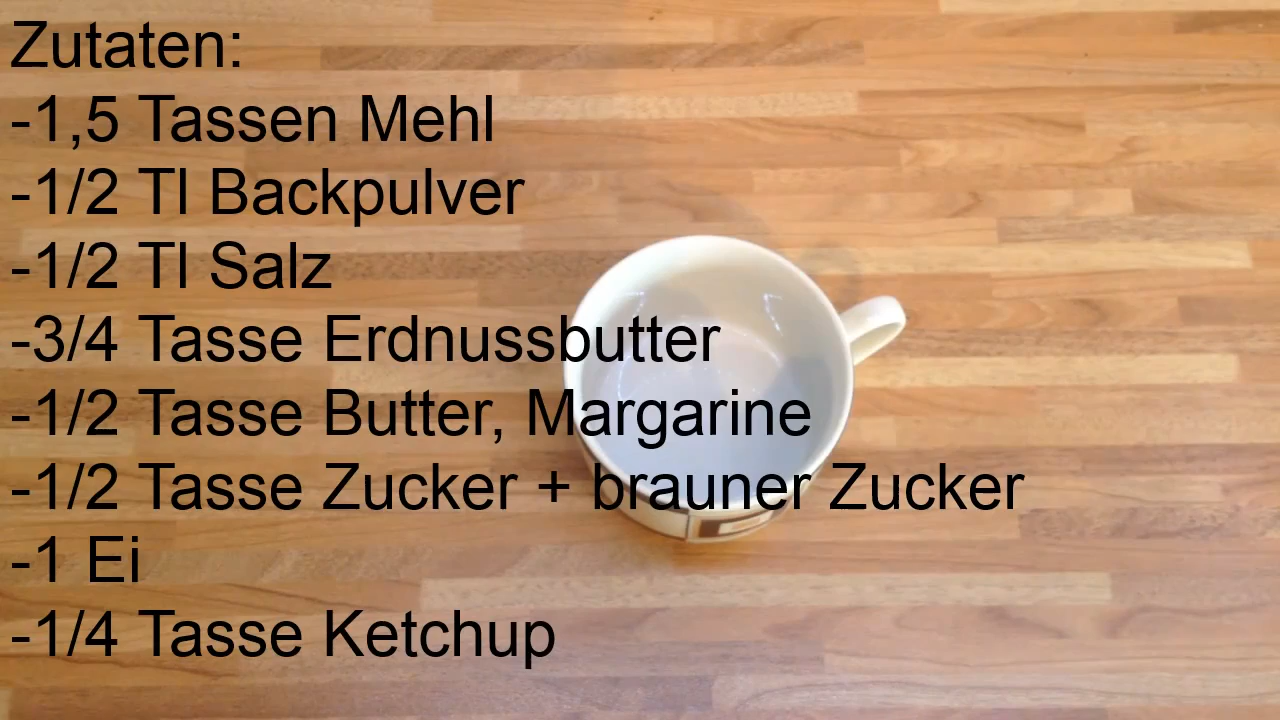 Zutaten:
-1,5 Tassen Mehl
-1/2 Tl Backpulver
-1/2 Tl Salz
-3/4 Tasse Erdnussbutter
-1/2 Tasse Butter, Margarine
-1/2 Tasse Zucker + brauner Zucker
-1 Ei
-1/4 Tasse Ketchup